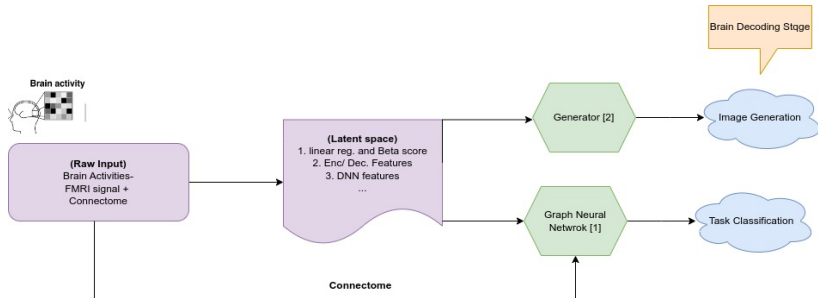 Brain Decoding Stqge
Brain activity
(Raw Input)
Brain Activities-
FMRI signal +
Connectome
(Latent space)
1. linear reg. and Beta score
2. Enc/ Dec. Features
3. DNN features
...
Generator [2]
Image Generation
Graph Neural
Netwrok [1]
Task Classification
Connectome